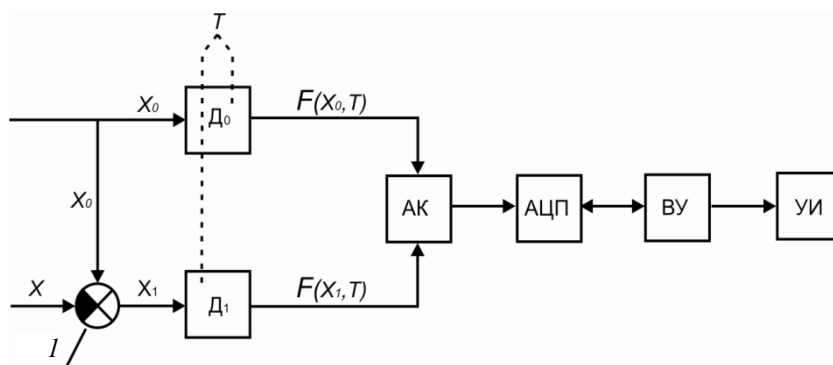 T
X₀
Д₀
F(X₀,T)
X₀
АК
АЦП
ВУ
УИ
X
X₁
Д₁
F(X₁,T)
1